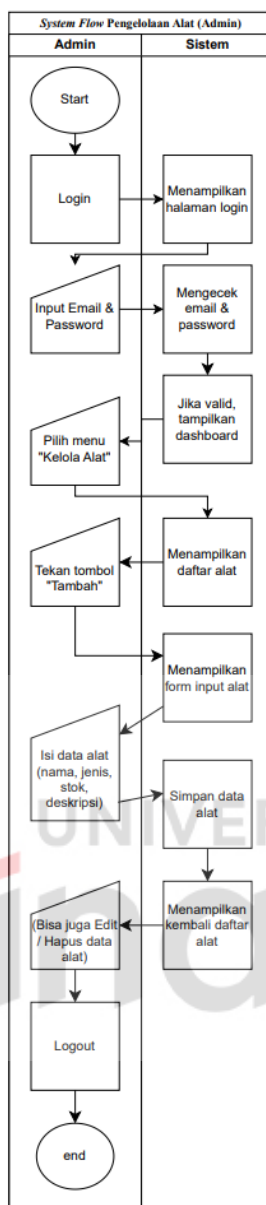 System Flow Pengelolaan Alat (Admin)
Admin
Sistem
Start
Login
Menampilkan
halaman login
Input Email &
Password
Mengecek
email &
password
Jika valid,
tampilkan
dashboard
Pilih menu
"Kelola Alat"
Menampilkan
daftar alat
Tekan tombol
"Tambah"
Menampilkan
form input alat
Isi data alat
(nama, jenis,
stok,
deskripsi)
Simpan data
alat
UNIVER
Menampilkan
kembali daftar
alat
(Bisa juga Edit
/ Hapus data
alat)
Logout
end